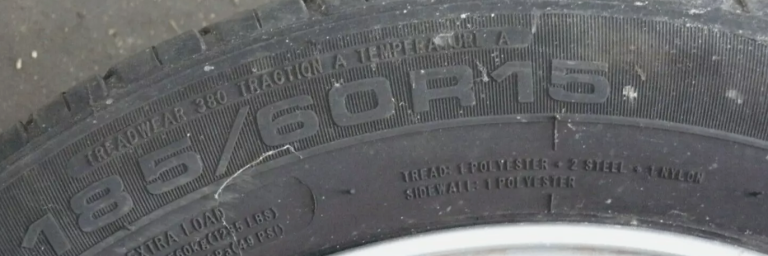 TREADWEAR 380 TRACTION A TEMPERATURE A
185/60R15
TREAD: 1 POLYESTER + 2 STEEL + 1 NYLON
SIDEWALL: 1 POLYESTER
EXTRA LOAD